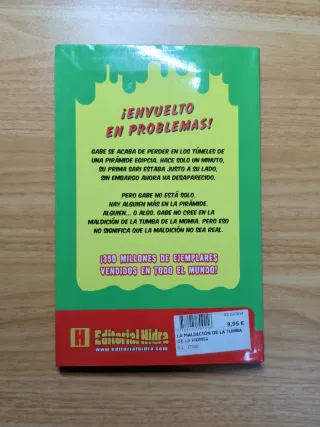 ¡ENVUELTO
EN PROBLEMAS!
GABE SE ACABA DE PERDER EN LOS TÚNELES
DE UNA PIRÁMIDE EGIPCIA. HACE SOLO UN MINUTO,
SU PRIMA SARI ESTABA JUSTO A SU LADO,
SIN EMBARGO AHORA HA DESAPARECIDO.
PERO GABE NO ESTÁ SOLO.
HAY ALGUIEN MÁS EN LA PIRÁMIDE.
ALGUIEN... O ALGO. GABE NO CREE EN LA
MALDICIÓN DE LA TUMBA DE LA MOMIA. PERO ESO
NO SIGNIFICA QUE LA MALDICIÓN NO SEA REAL.
¡350 MILLONES DE EJEMPLARES
VENDIDOS EN TODO EL MUNDO!
H Editorial Hidra
www.editorialhidra.com
9,95 €
LA MALDICIÓN DE LA TUMBA
DE LA MOMIA